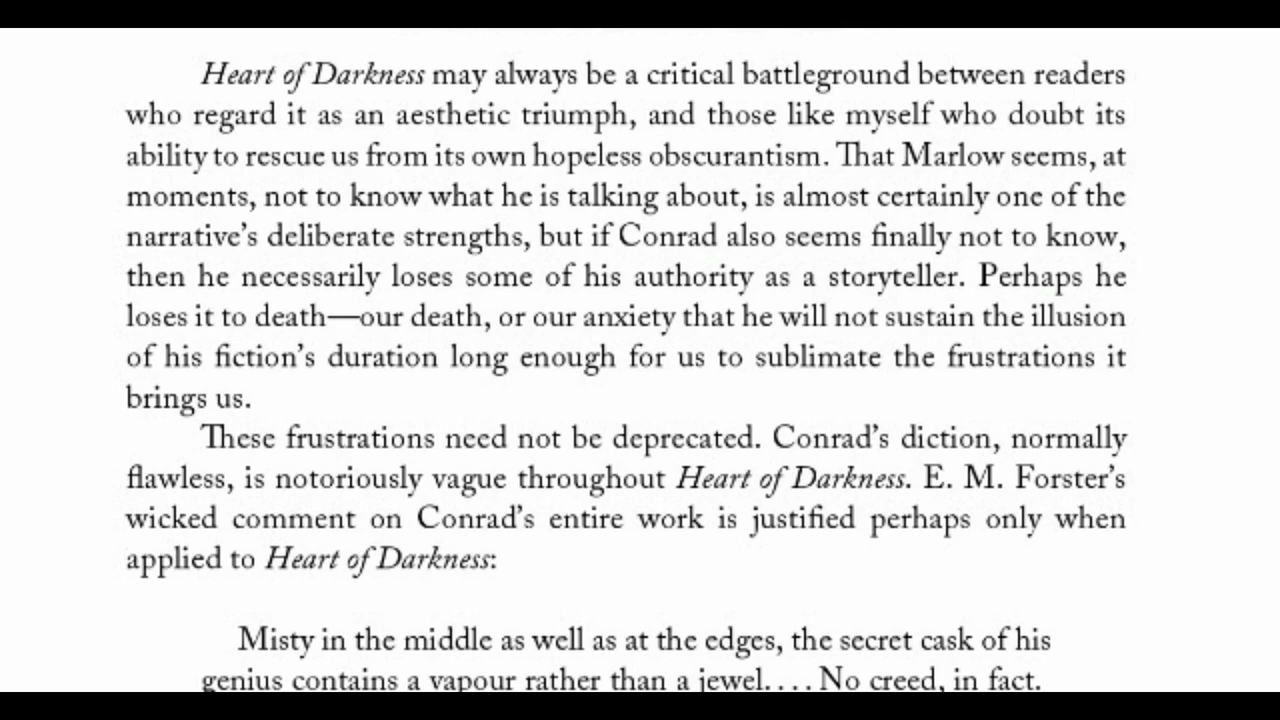 Heart of Darkness may always be a critical battleground between readers
who regard it as an aesthetic triumph, and those like myself who doubt its
ability to rescue us from its own hopeless obscurantism. That Marlow seems, at
moments, not to know what he is talking about, is almost certainly one of the
narrative’s deliberate strengths, but if Conrad also seems finally not to know,
then he necessarily loses some of his authority as a storyteller. Perhaps he
loses it to death—our death, or our anxiety that he will not sustain the illusion
of his fiction’s duration long enough for us to sublimate the frustrations it
brings us.
These frustrations need not be deprecated. Conrad’s diction, normally
flawless, is notoriously vague throughout Heart of Darkness. E. M. Forster’s
wicked comment on Conrad’s entire work is justified perhaps only when
applied to Heart of Darkness:
Misty in the middle as well as at the edges, the secret cask of his
genius contains a vapour rather than a jewel. . . . No creed, in fact.